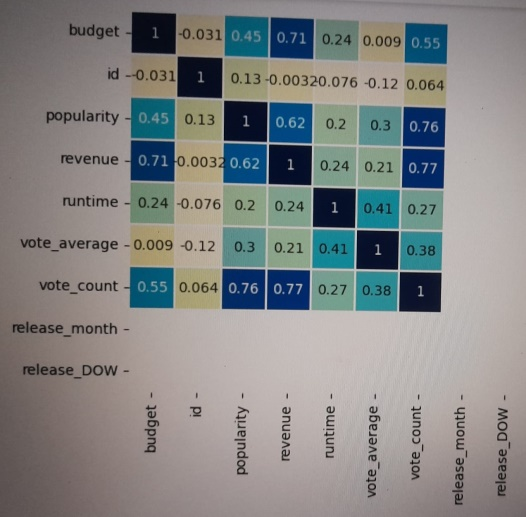 budget 1 -0.031 0.45 0.71 0.24 0.009 0.55
id -0.031 1 0.13 -0.0032 0.076 -0.12 0.064
popularity 0.45 0.13 1 0.62 0.2 0.3 0.76
revenue 0.71 -0.0032 0.62 1 0.24 0.21 0.77
runtime 0.24 -0.076 0.2 0.24 1 0.41 0.27
vote_average 0.009 -0.12 0.3 0.21 0.41 1 0.38
vote_count 0.55 0.064 0.76 0.77 0.27 0.38 1
release_month
release_DOW
budget
id
popularity
revenue
runtime
vote_average
vote_count
release_month
release_DOW